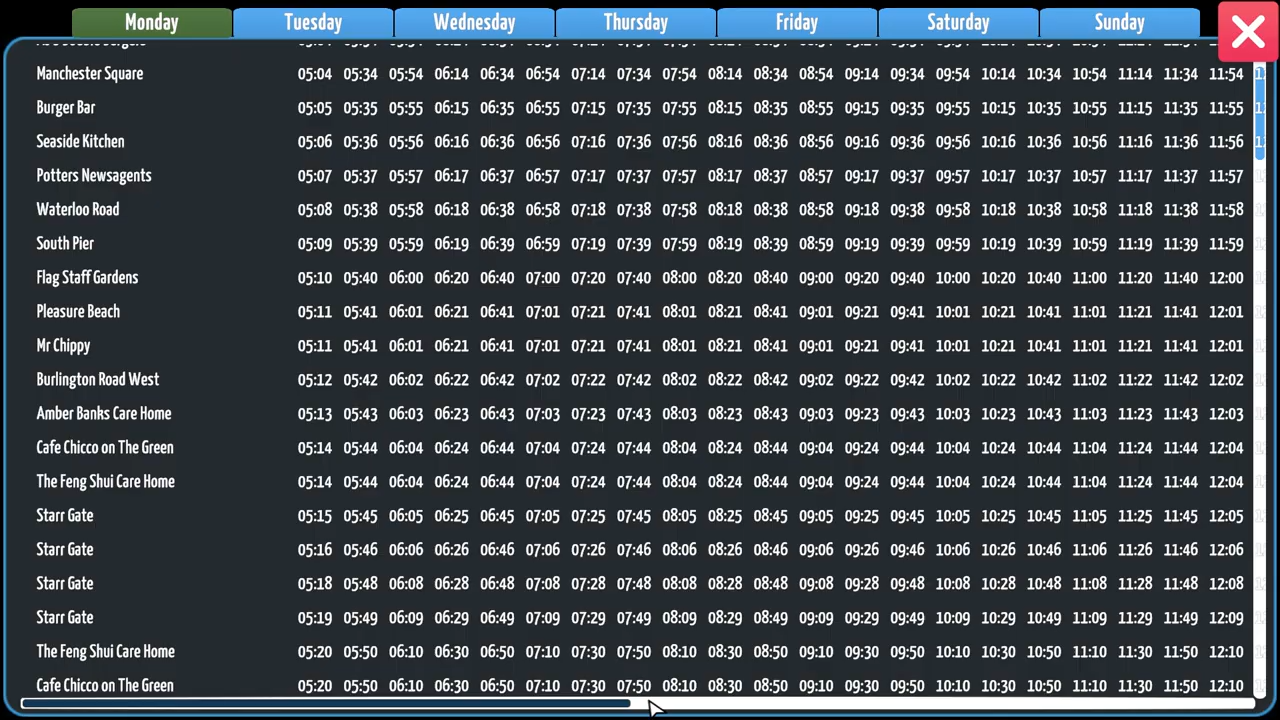 Monday Tuesday Wednesday Thursday Friday Saturday Sunday
Manchester Square 05:04 05:34 05:54 06:14 06:34 06:54 07:14 07:34 07:54 08:14 08:34 08:54 09:14 09:34 09:54 10:14 10:34 10:54 11:14 11:34 11:54
Burger Bar 05:05 05:35 05:55 06:15 06:35 06:55 07:15 07:35 07:55 08:15 08:35 08:55 09:15 09:35 09:55 10:15 10:35 10:55 11:15 11:35 11:55
Seaside Kitchen 05:06 05:36 05:56 06:16 06:36 06:56 07:16 07:36 07:56 08:16 08:36 08:56 09:16 09:36 09:56 10:16 10:36 10:56 11:16 11:36 11:56
Potters Newsagents 05:07 05:37 05:57 06:17 06:37 06:57 07:17 07:37 07:57 08:17 08:37 08:57 09:17 09:37 09:57 10:17 10:37 10:57 11:17 11:37 11:57
Waterloo Road 05:08 05:38 05:58 06:18 06:38 06:58 07:18 07:38 07:58 08:18 08:38 08:58 09:18 09:38 09:58 10:18 10:38 10:58 11:18 11:38 11:58
South Pier 05:09 05:39 05:59 06:19 06:39 06:59 07:19 07:39 07:59 08:19 08:39 08:59 09:19 09:39 09:59 10:19 10:39 10:59 11:19 11:39 11:59
Flag Staff Gardens 05:10 05:40 06:00 06:20 06:40 07:00 07:20 07:40 08:00 08:20 08:40 09:00 09:20 09:40 10:00 10:20 10:40 11:00 11:20 11:40 12:00
Pleasure Beach 05:11 05:41 06:01 06:21 06:41 07:01 07:21 07:41 08:01 08:21 08:41 09:01 09:21 09:41 10:01 10:21 10:41 11:01 11:21 11:41 12:01
Mr Chippy 05:11 05:41 06:01 06:21 06:41 07:01 07:21 07:41 08:01 08:21 08:41 09:01 09:21 09:41 10:01 10:21 10:41 11:01 11:21 11:41 12:01
Burlington Road West 05:12 05:42 06:02 06:22 06:42 07:02 07:22 07:42 08:02 08:22 08:42 09:02 09:22 09:42 10:02 10:22 10:42 11:02 11:22 11:42 12:02
Amber Banks Care Home 05:13 05:43 06:03 06:23 06:43 07:03 07:23 07:43 08:03 08:23 08:43 09:03 09:23 09:43 10:03 10:23 10:43 11:03 11:23 11:43 12:03
Cafe Chicco on The Green 05:14 05:44 06:04 06:24 06:44 07:04 07:24 07:44 08:04 08:24 08:44 09:04 09:24 09:44 10:04 10:24 10:44 11:04 11:24 11:44 12:04
The Feng Shui Care Home 05:14 05:44 06:04 06:24 06:44 07:04 07:24 07:44 08:04 08:24 08:44 09:04 09:24 09:44 10:04 10:24 10:44 11:04 11:24 11:44 12:04
Starr Gate 05:15 05:45 06:05 06:25 06:45 07:05 07:25 07:45 08:05 08:25 08:45 09:05 09:25 09:45 10:05 10:25 10:45 11:05 11:25 11:45 12:05
Starr Gate 05:16 05:46 06:06 06:26 06:46 07:06 07:26 07:46 08:06 08:26 08:46 09:06 09:26 09:46 10:06 10:26 10:46 11:06 11:26 11:46 12:06
Starr Gate 05:18 05:48 06:08 06:28 06:48 07:08 07:28 07:48 08:08 08:28 08:48 09:08 09:28 09:48 10:08 10:28 10:48 11:08 11:28 11:48 12:08
Starr Gate 05:19 05:49 06:09 06:29 06:49 07:09 07:29 07:49 08:09 08:29 08:49 09:09 09:29 09:49 10:09 10:29 10:49 11:09 11:29 11:49 12:09
The Feng Shui Care Home 05:20 05:50 06:10 06:30 06:50 07:10 07:30 07:50 08:10 08:30 08:50 09:10 09:30 09:50 10:10 10:30 10:50 11:10 11:30 11:50 12:10
Cafe Chicco on The Green 05:20 05:50 06:10 06:30 06:50 07:10 07:30 07:50 08:10 08:30 08:50 09:10 09:30 09:50 10:10 10:30 10:50 11:10 11:30 11:50 12:10